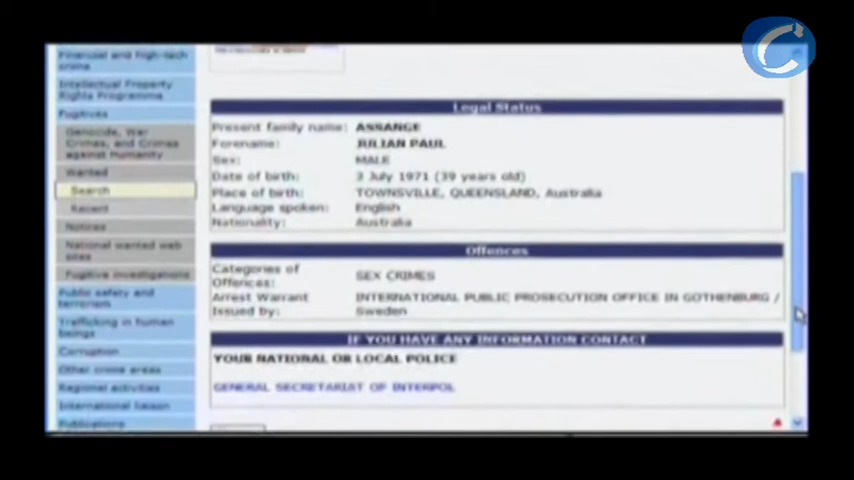 Financial and high-tech
crime
Intellectual Property
Rights Programme
Fugitives
Genocide, War
Crimes, and Crimes
against Humanity
Wanted
Search
Recent
Notices
National wanted web
sites
Fugitive investigations
Public safety and
terrorism
Trafficking in human
beings
Corruption
Other crime areas
Regional activities
International liaison
Publications
Legal Status
Present family name: ASSANGE
Forename: JULIAN PAUL
Sex: MALE
Date of birth: 3 July 1971 (39 years old)
Place of birth: TOWNSVILLE, QUEENSLAND, Australia
Language spoken: English
Nationality: Australia
Offences
Categories of
Offences: SEX CRIMES
Arrest Warrant INTERNATIONAL PUBLIC PROSECUTION OFFICE IN GOTHENBURG /
Issued by: Sweden
IF YOU HAVE ANY INFORMATION CONTACT
YOUR NATIONAL OR LOCAL POLICE
GENERAL SECRETARIAT OF INTERPOL